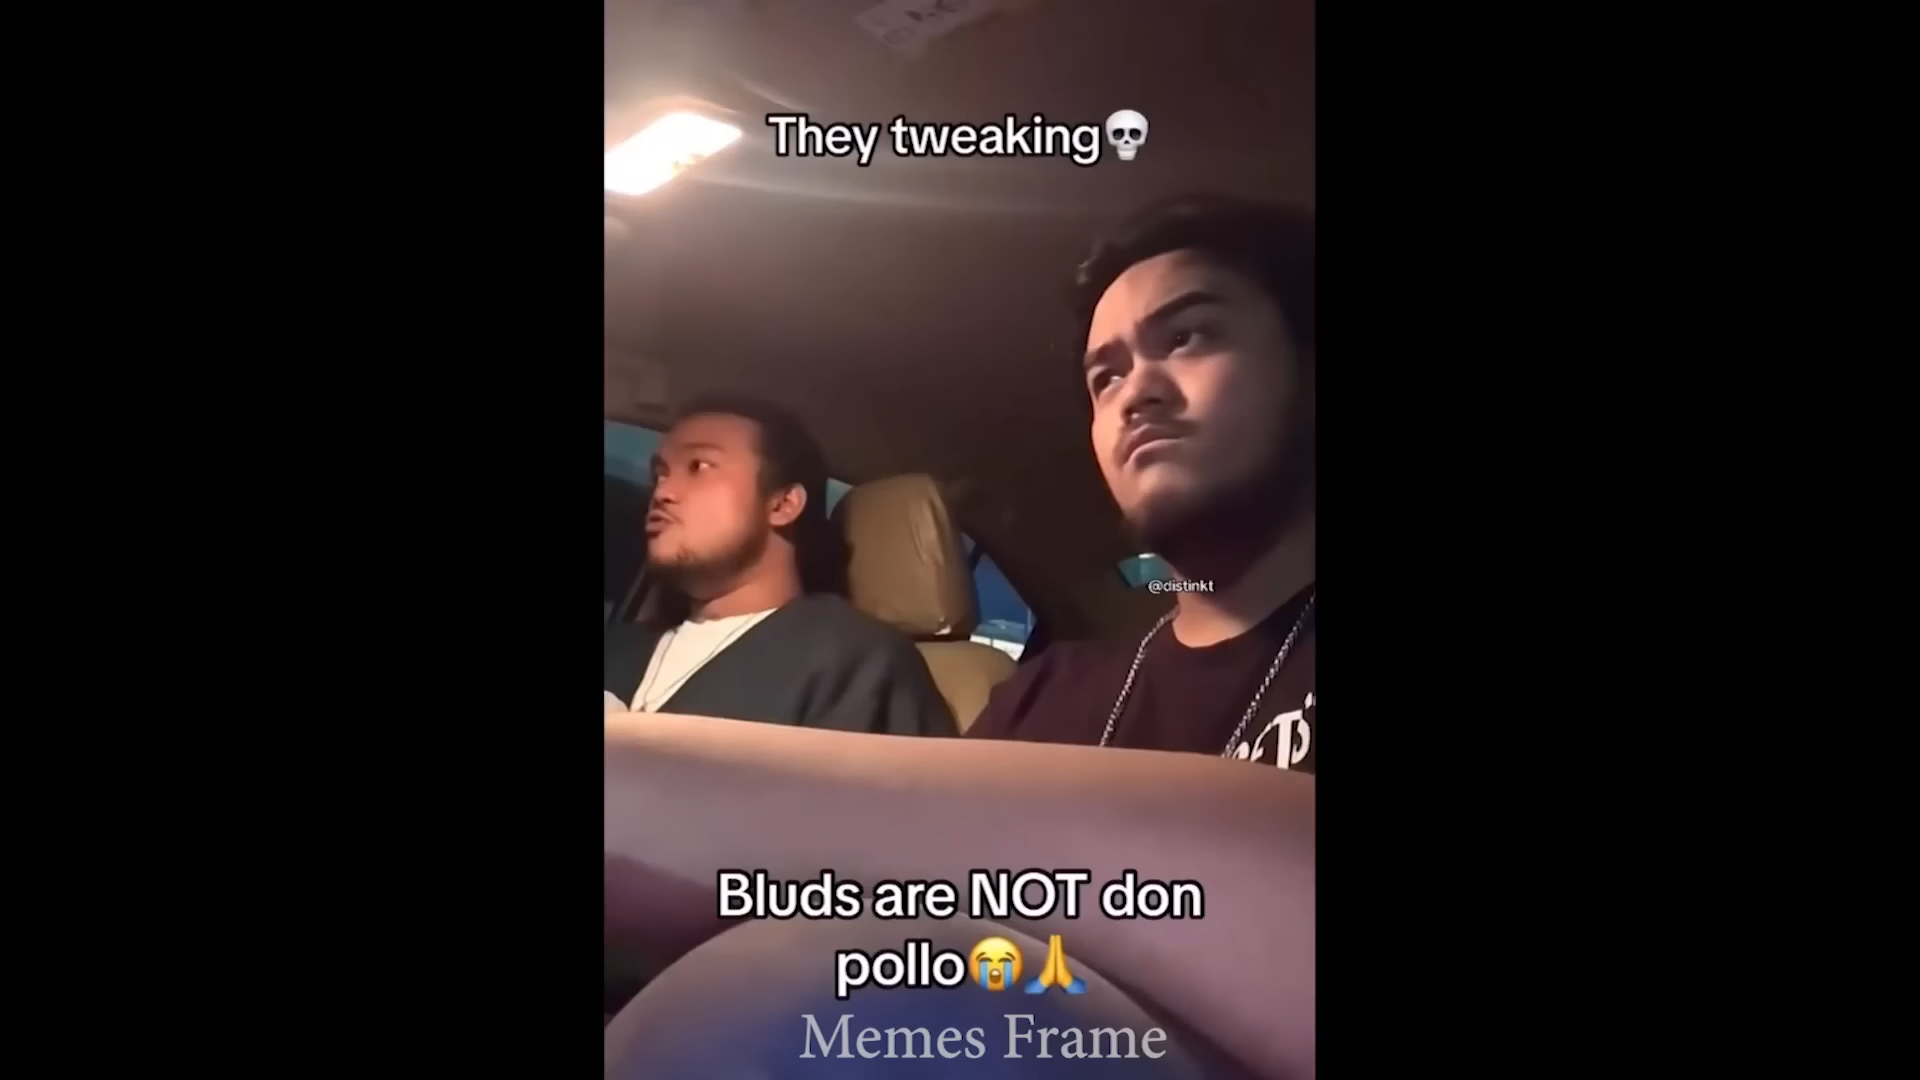 They tweaking💀
@distinkt
Bluds are NOT don
pollo😭🙏
Memes Frame